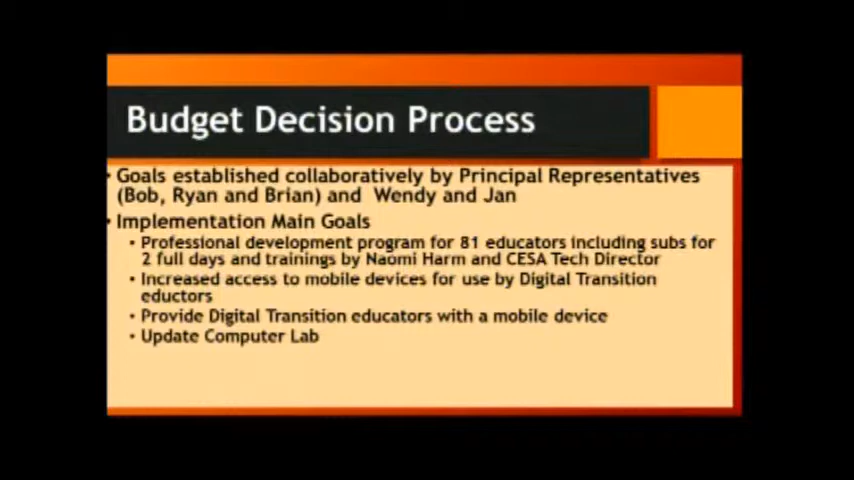 Budget Decision Process
• Goals established collaboratively by Principal Representatives
(Bob, Ryan and Brian) and Wendy and Jan
• Implementation Main Goals
• Professional development program for 81 educators including subs for
2 full days and trainings by Naomi Harm and CESA Tech Director
• Increased access to mobile devices for use by Digital Transition
eductors
• Provide Digital Transition educators with a mobile device
• Update Computer Lab